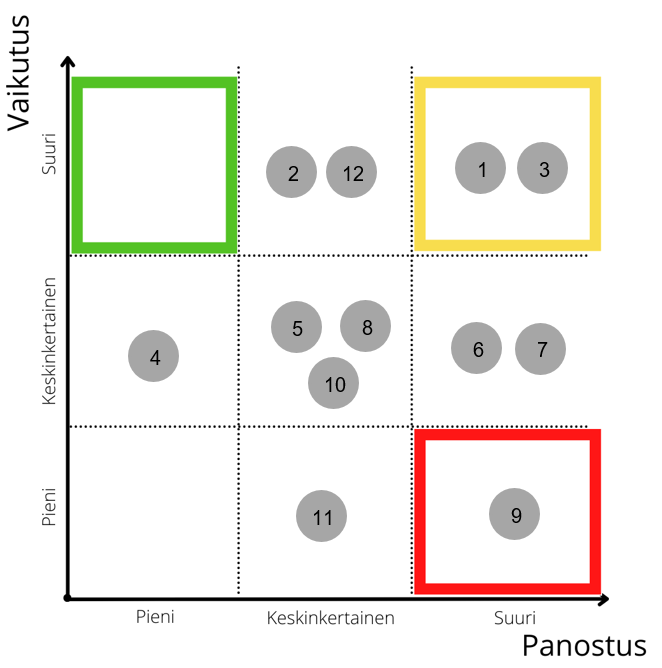 Vaikutus
Suuri
2 12
1 3
Keskinkertainen
4
5 8
10
6 7
Pieni
11
9
Pieni Keskinkertainen Suuri
Panostus